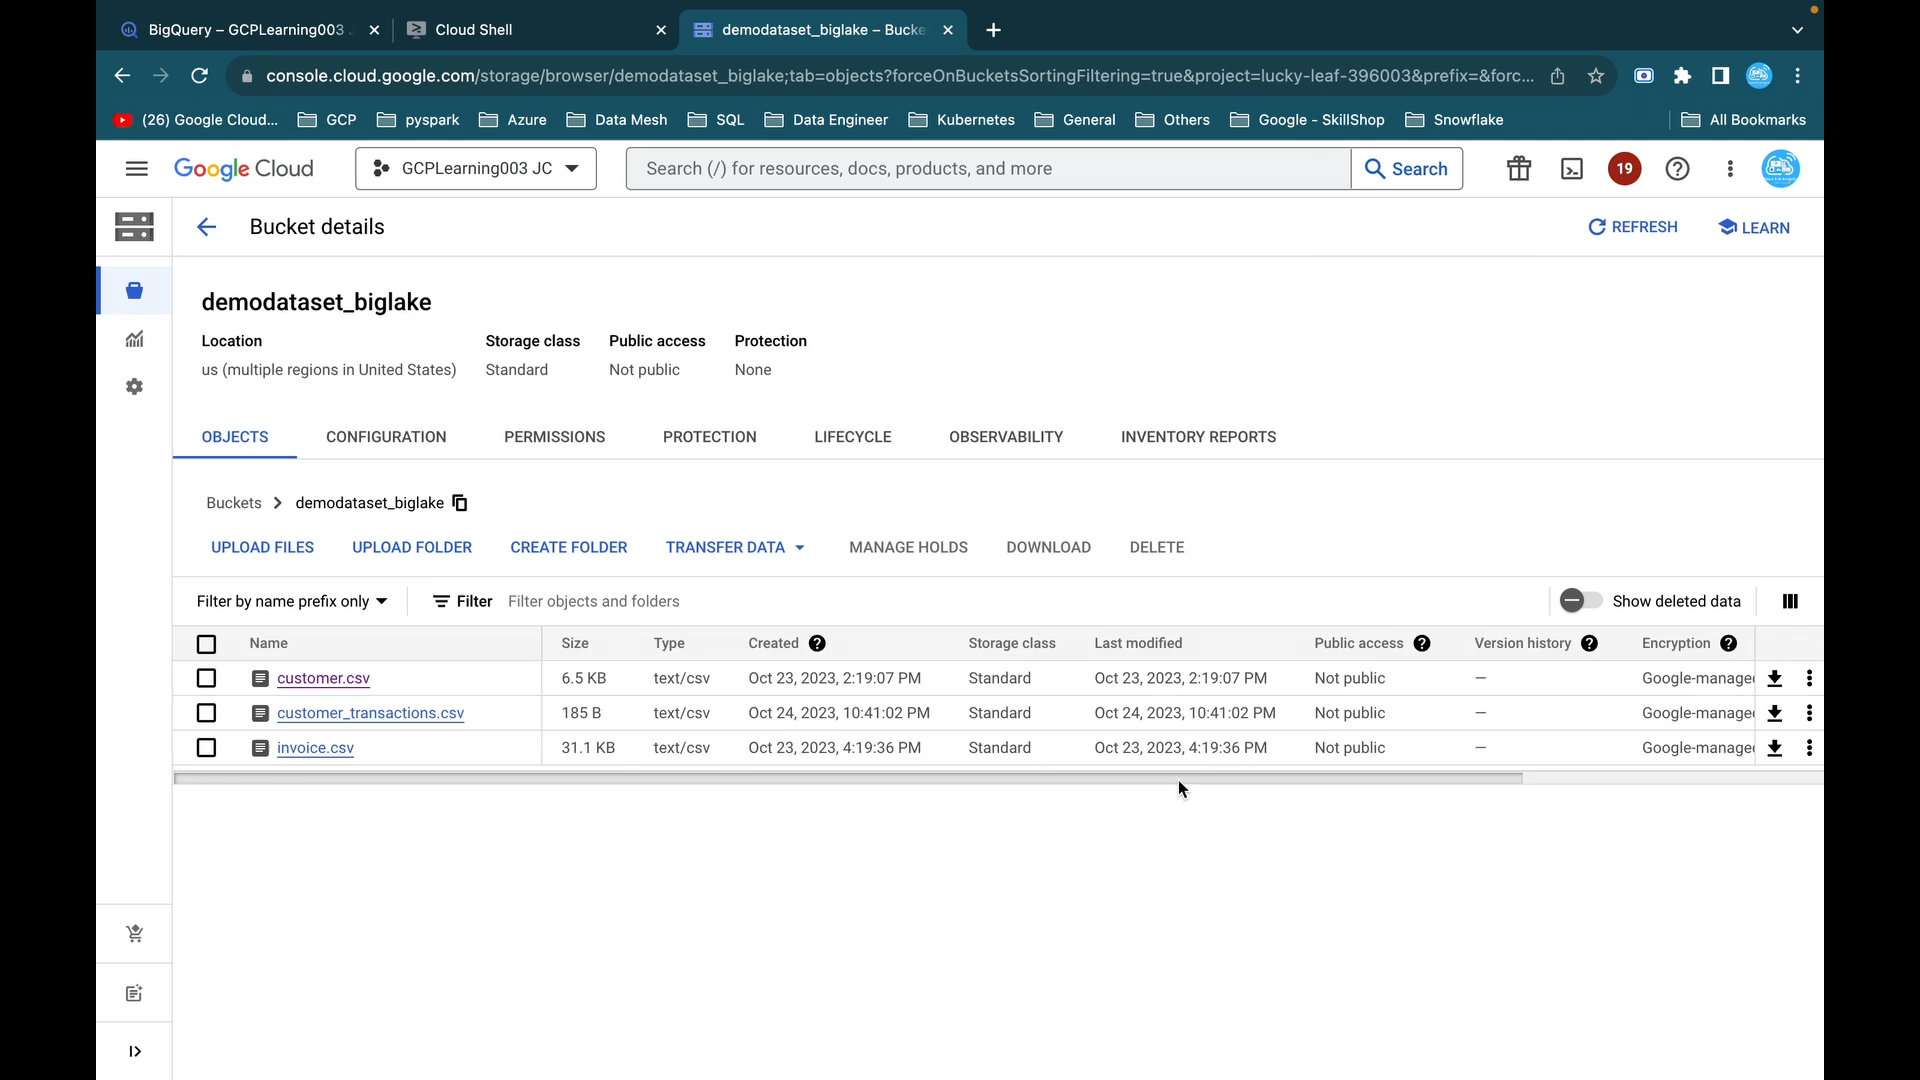 BigQuery – GCPLearning003
Cloud Shell
demodataset_biglake – Bucke
console.cloud.google.com/storage/browser/demodataset_biglake;tab=objects?forceOnBucketsSortingFiltering=true&project=lucky-leaf-396003&prefix=&forc...
(26) Google Cloud... GCP pyspark Azure Data Mesh SQL Data Engineer Kubernetes General Others Google - SkillShop Snowflake All Bookmarks
Google Cloud GCPLearning003 JC Search (/) for resources, docs, products, and more Search 19
Bucket details REFRESH LEARN
demodataset_biglake
Location Storage class Public access Protection
us (multiple regions in United States) Standard Not public None
OBJECTS CONFIGURATION PERMISSIONS PROTECTION LIFECYCLE OBSERVABILITY INVENTORY REPORTS
Buckets > demodataset_biglake
UPLOAD FILES UPLOAD FOLDER CREATE FOLDER TRANSFER DATA MANAGE HOLDS DOWNLOAD DELETE
Filter by name prefix only Filter Filter objects and folders Show deleted data
Name Size Type Created Storage class Last modified Public access Version history Encryption
customer.csv 6.5 KB text/csv Oct 23, 2023, 2:19:07 PM Standard Oct 23, 2023, 2:19:07 PM Not public — Google-manage
customer_transactions.csv 185 B text/csv Oct 24, 2023, 10:41:02 PM Standard Oct 24, 2023, 10:41:02 PM Not public — Google-manage
invoice.csv 31.1 KB text/csv Oct 23, 2023, 4:19:36 PM Standard Oct 23, 2023, 4:19:36 PM Not public — Google-manage